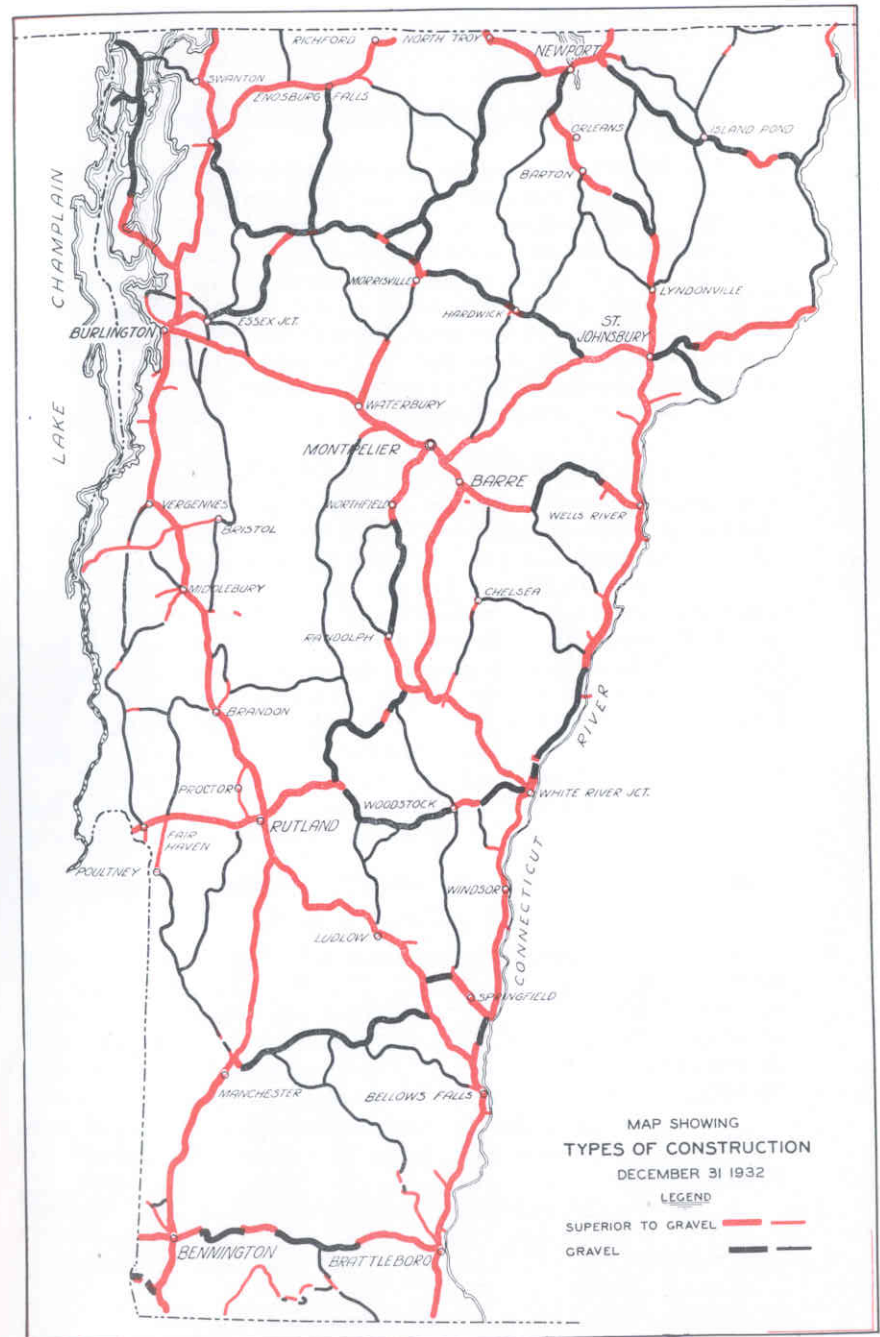 RICHFORD
NORTH TROY
NEWPORT
SWANTON
ENOSBURG FALLS
ORLEANS
ISLAND POND
BARTON
LAKE CHAMPLAIN
MORRISVILLE
LYNDONVILLE
HARDWICK
ESSEX JCT.
BURLINGTON
ST.
JOHNSBURY
WATERBURY
MONTPELIER
BARRE
VERGENNES
NORTHFIELD
WELLS RIVER
BRISTOL
MIDDLEBURY
CHELSEA
RANDOLPH
BRANDON
CONNECTICUT RIVER
PROCTOR
WOODSTOCK
WHITE RIVER JCT.
RUTLAND
FAIR
HAVEN
POULTNEY
WINDSOR
LUDLOW
SPRINGFIELD
MANCHESTER
BELLOWS FALLS
BENNINGTON
BRATTLEBORO
MAP SHOWING
TYPES OF CONSTRUCTION
DECEMBER 31 1932
LEGEND
SUPERIOR TO GRAVEL
GRAVEL